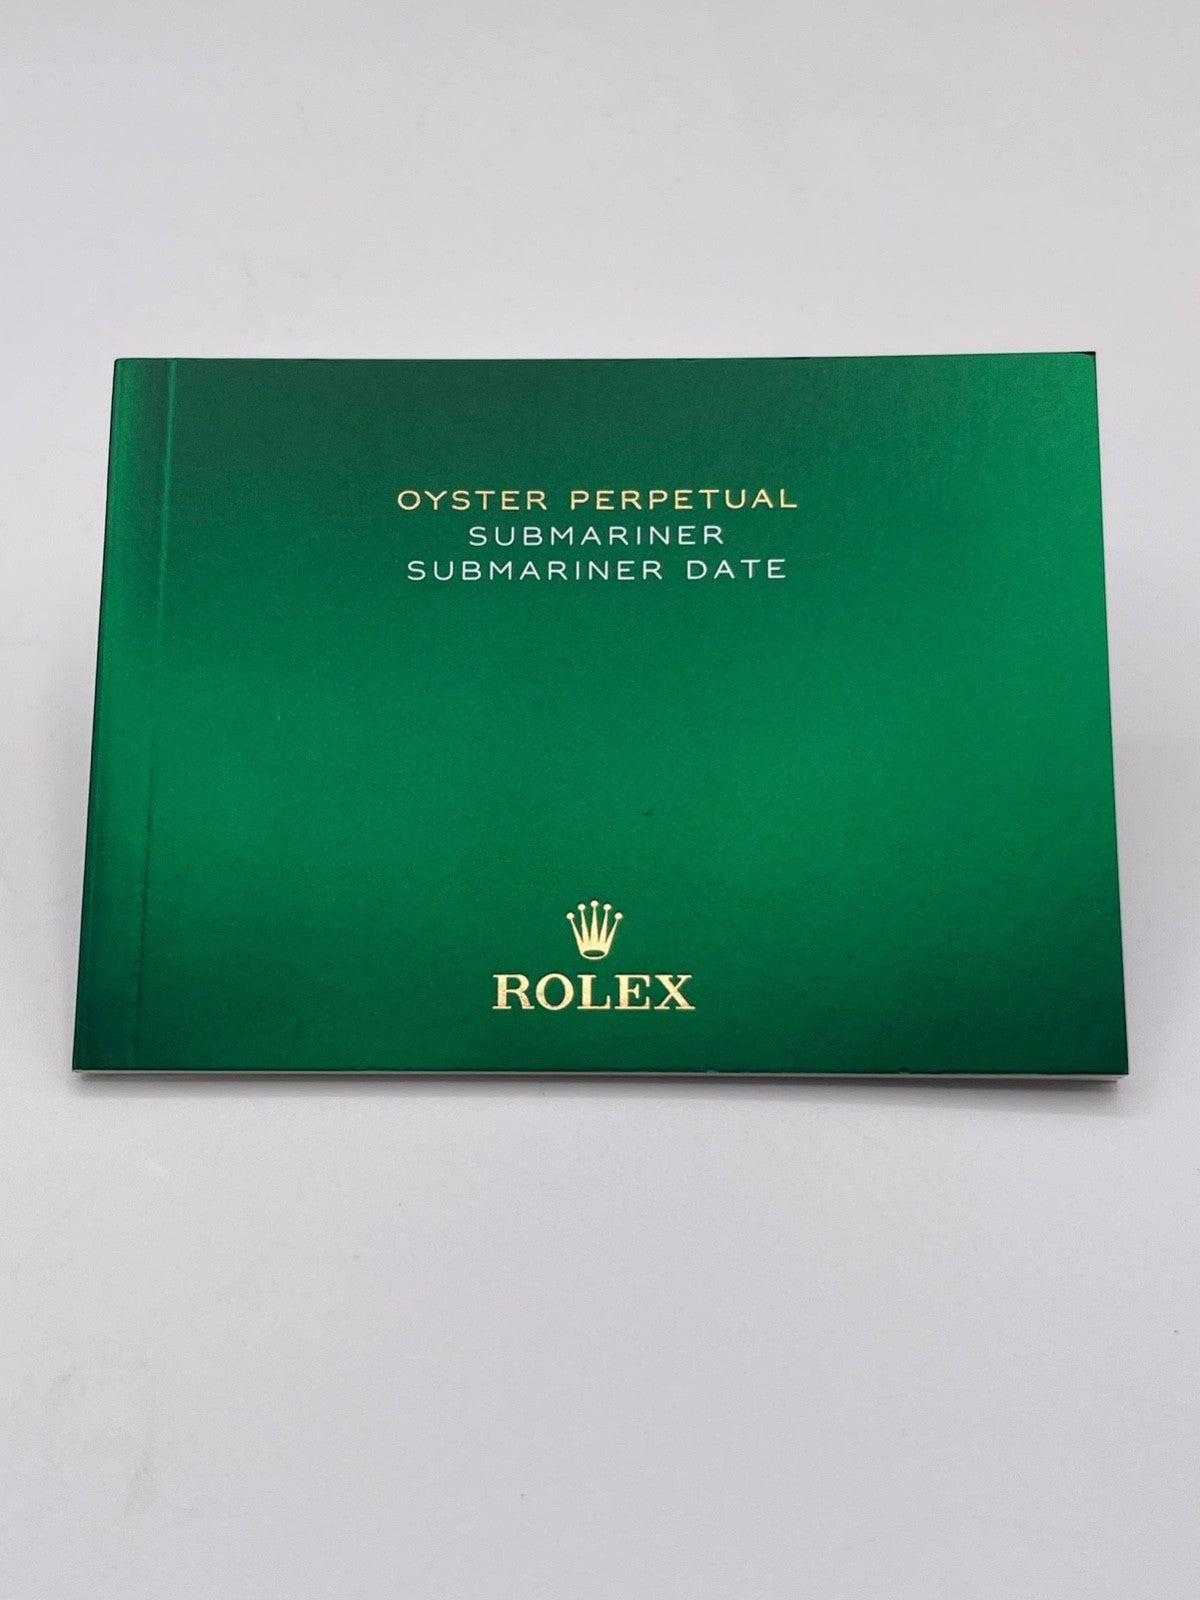 OYSTER PERPETUAL
SUBMARINER
SUBMARINER DATE
ROLEX